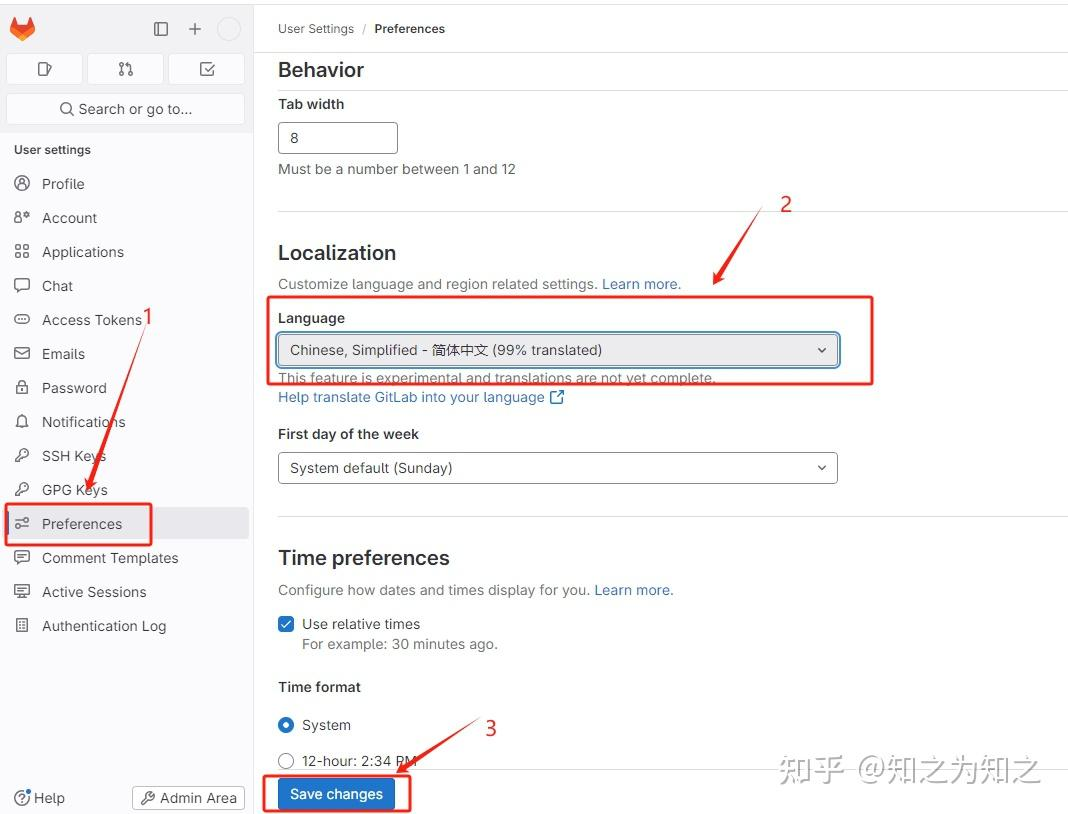 User Settings / Preferences
Search or go to...
User settings
Profile
Account
Applications
Chat
Access Tokens
Emails
Password
Notifications
SSH Keys
GPG Keys
Preferences
Comment Templates
Active Sessions
Authentication Log
Help
Admin Area
1
Behavior
Tab width
8
Must be a number between 1 and 12
2
Localization
Customize language and region related settings. Learn more.
Language
Chinese, Simplified - 简体中文 (99% translated)
This feature is experimental and translations are not yet complete.
Help translate GitLab into your language
First day of the week
System default (Sunday)
Time preferences
Configure how dates and times display for you. Learn more.
Use relative times
For example: 30 minutes ago.
Time format
System
3
12-hour: 2:34 PM
Save changes
知乎 @知之为知之